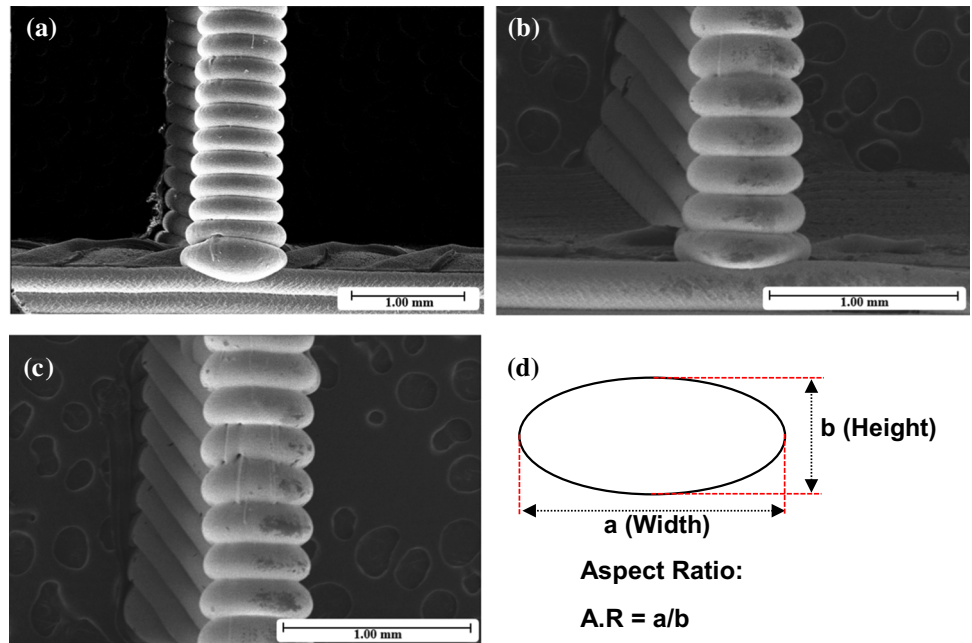 (a)
1.00 mm
(b)
1.00 mm
(c)
1.00 mm
(d)
b (Height)
a (Width)
Aspect Ratio:
A.R = a/b